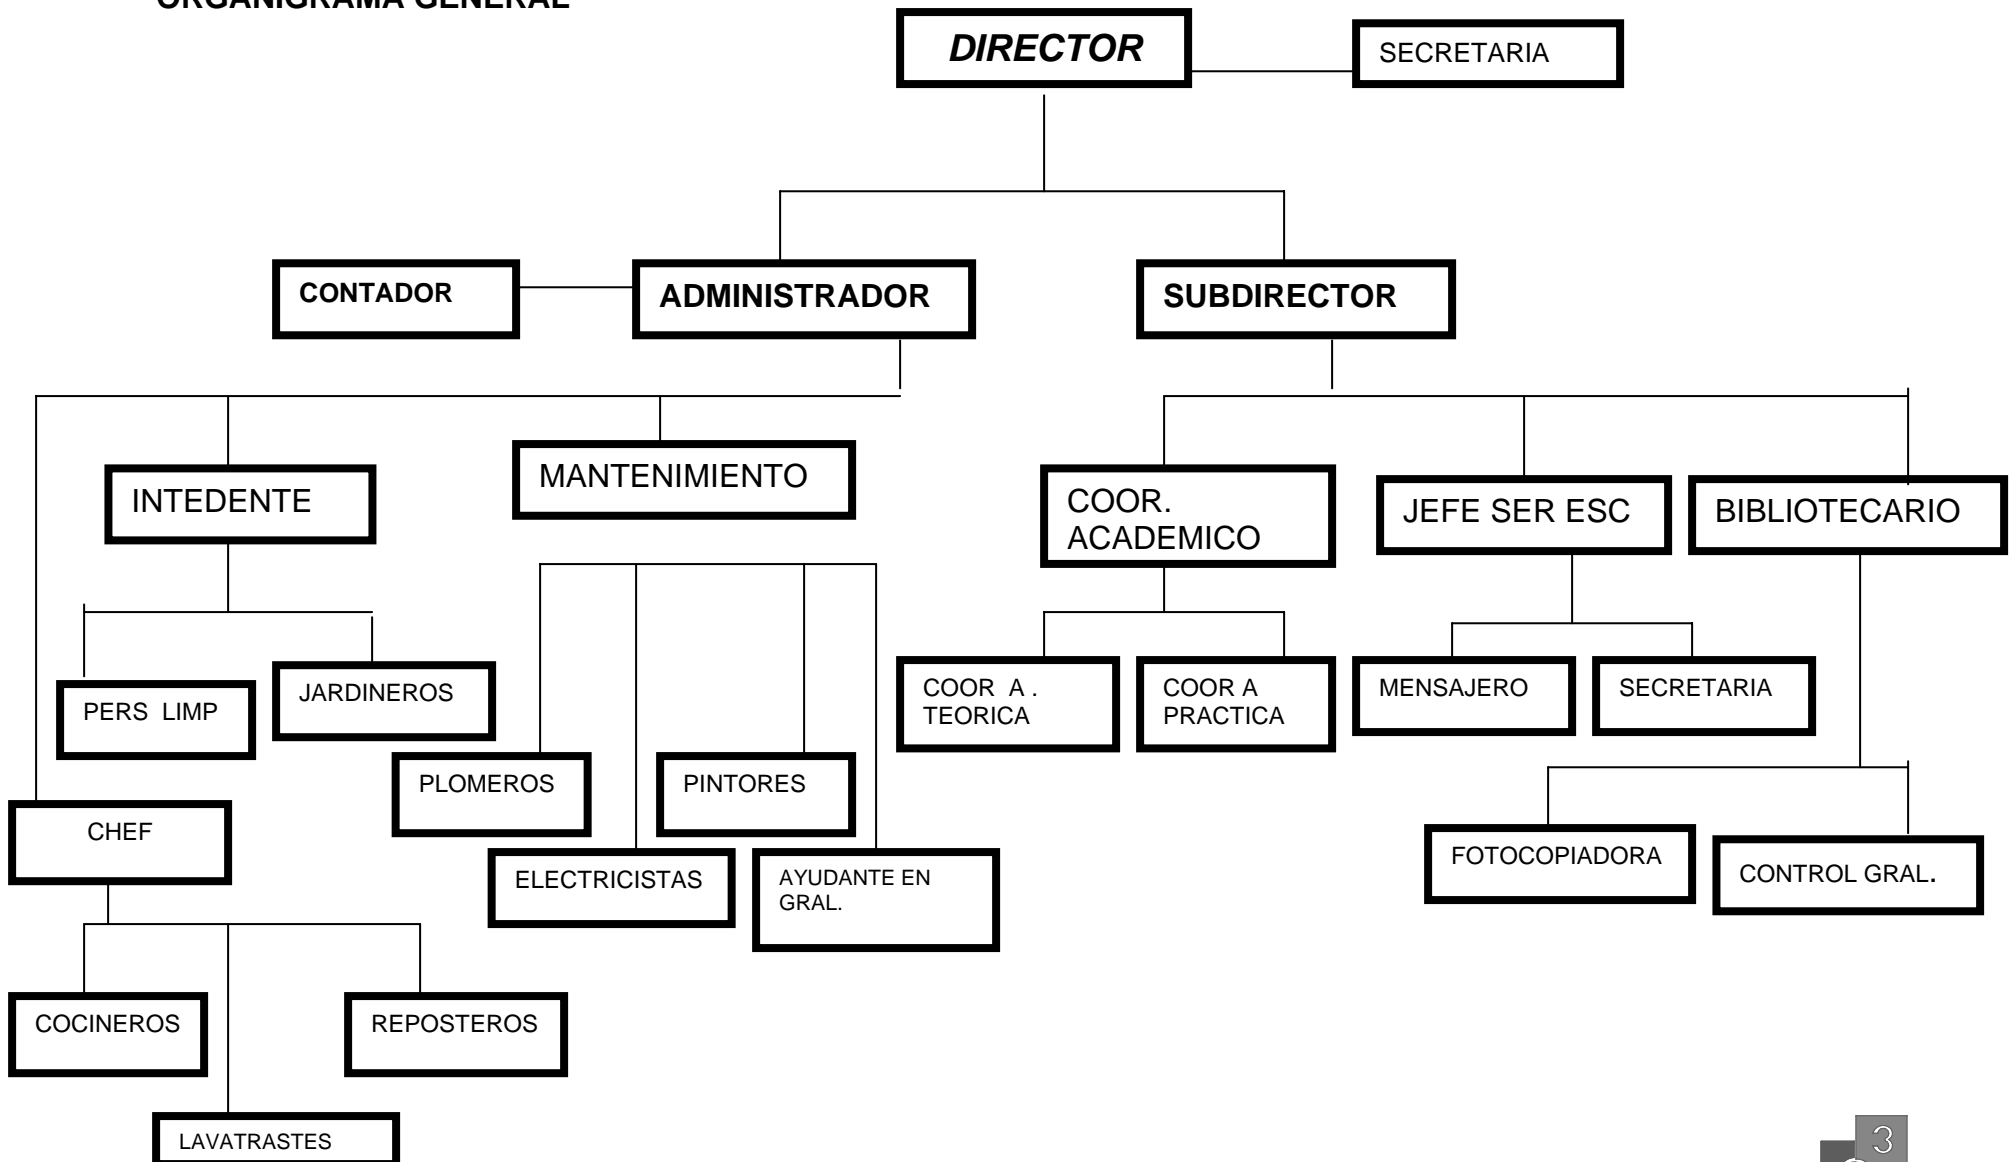 ORGANIGRAMA GENERAL
DIRECTOR
SECRETARIA
CONTADOR
ADMINISTRADOR
SUBDIRECTOR
INTEDENTE
MANTENIMIENTO
COOR.
ACADEMICO
JEFE SER ESC
BIBLIOTECARIO
PERS LIMP
JARDINEROS
COOR A .
TEORICA
COOR A
PRACTICA
MENSAJERO
SECRETARIA
PLOMEROS
PINTORES
CHEF
ELECTRICISTAS
AYUDANTE EN
GRAL.
FOTOCOPIADORA
CONTROL GRAL.
COCINEROS
REPOSTEROS
LAVATRASTES
3